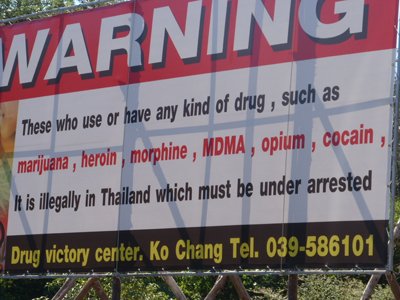 WARNING
These who use or have any kind of drug , such as
marijuana , heroin , morphine , MDMA , opium , cocain ,
It is illegally in Thailand which must be under arrested
Drug victory center. Ko Chang Tel. 039-586101